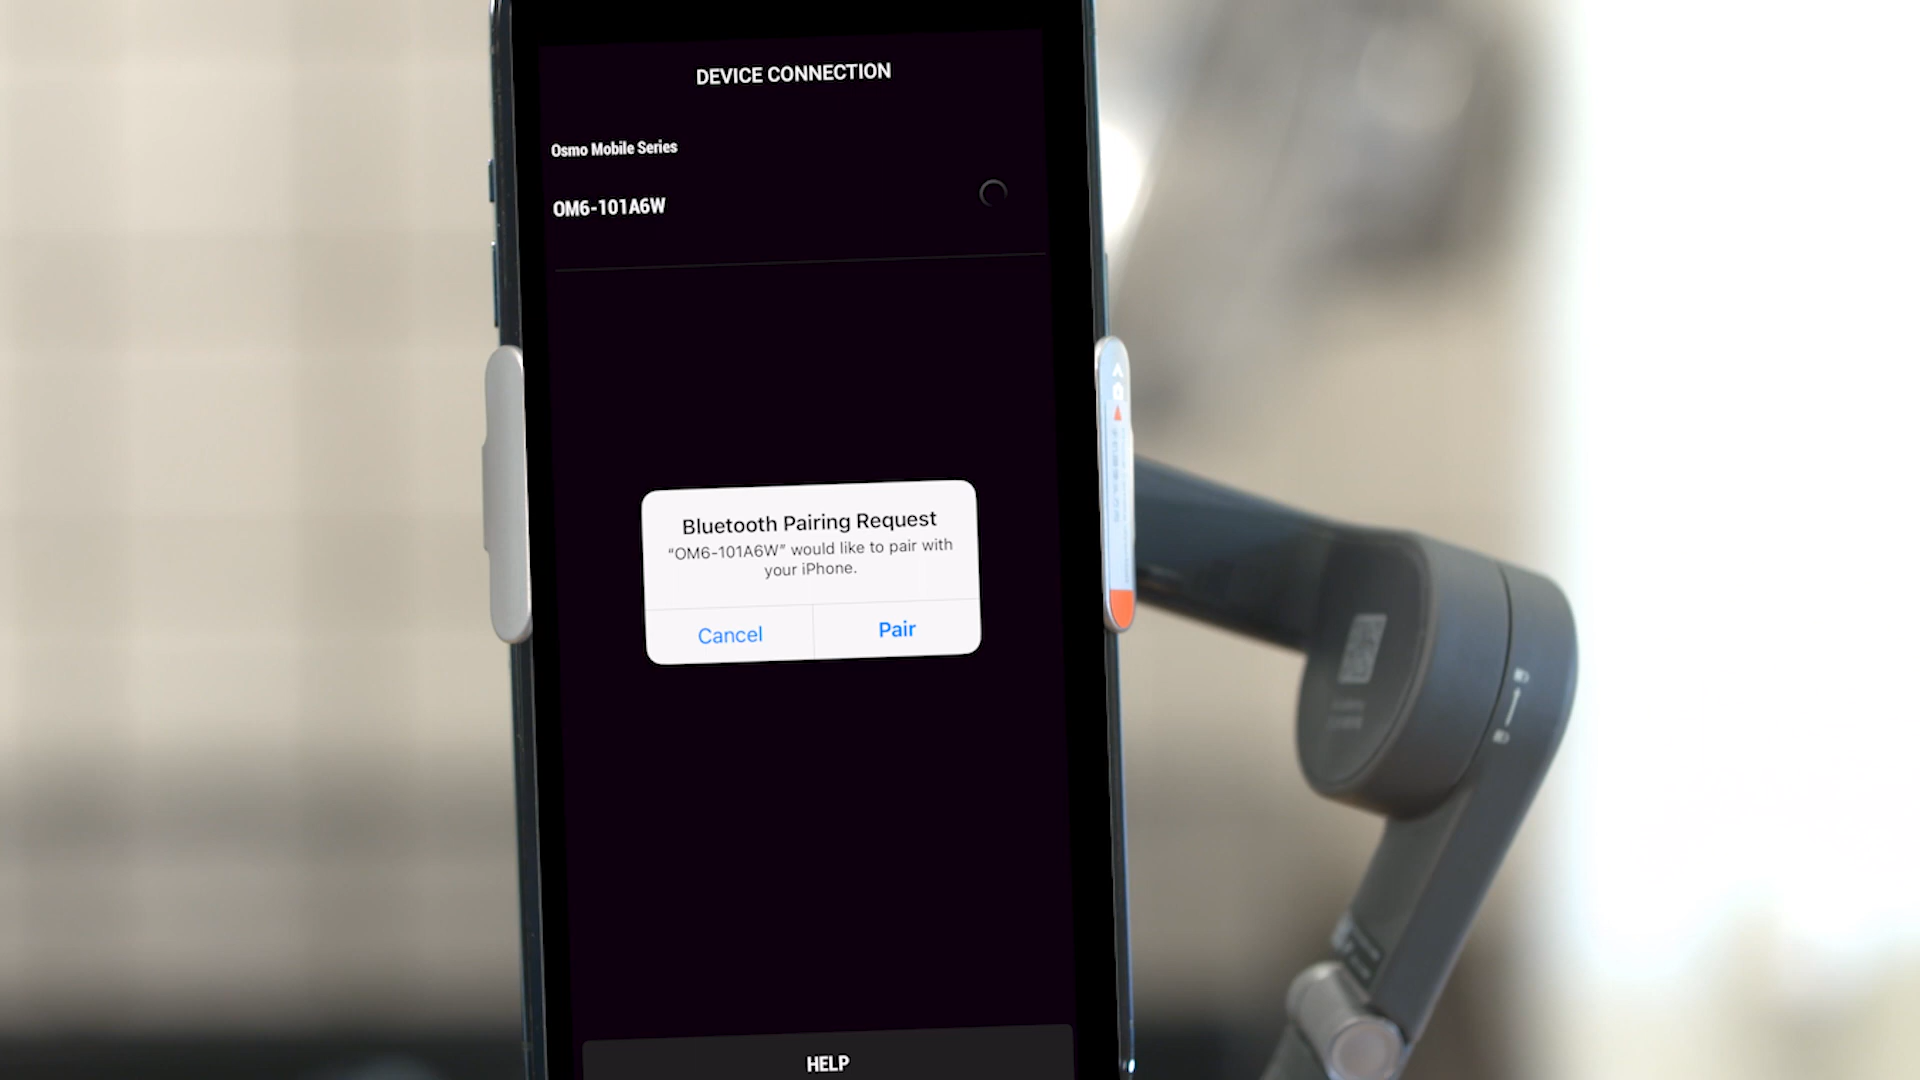 DEVICE CONNECTION
Osmo Mobile Series
OM6-101A6W
Bluetooth Pairing Request
“OM6-101A6W” would like to pair with
your iPhone.
Cancel
Pair
HELP